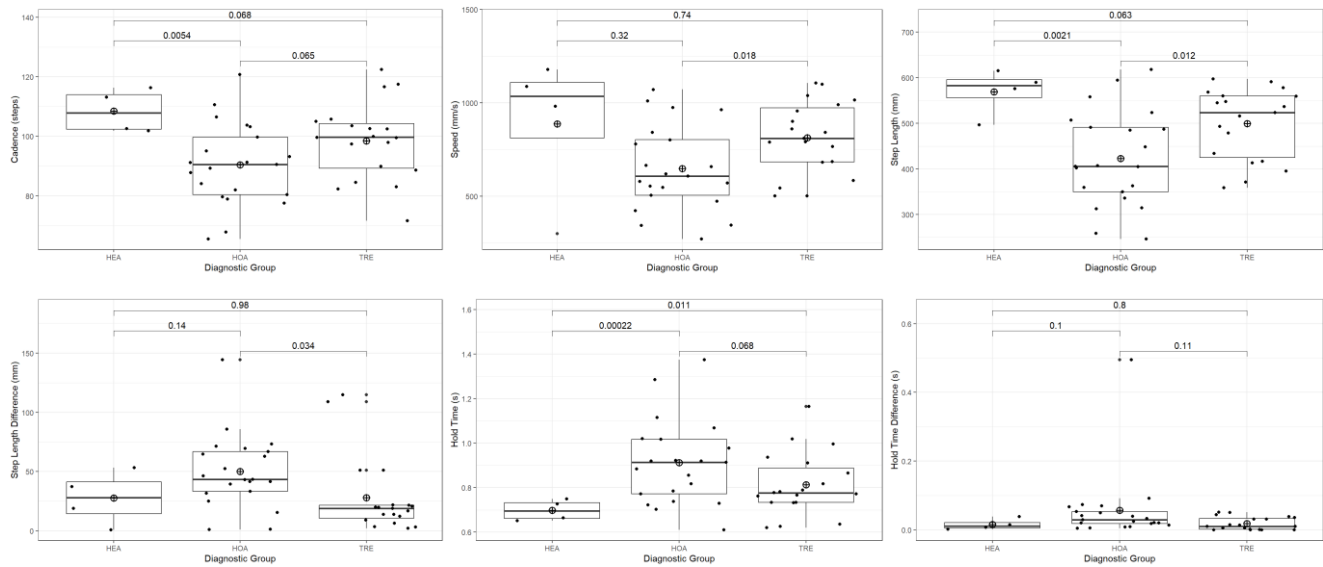 0.068
0.0054
0.065
140
120
100
80
Cadence (steps)
HEA HOA TRE
Diagnostic Group
0.74
0.32
0.018
1500
1000
500
Speed (mm/s)
HEA HOA TRE
Diagnostic Group
0.063
0.0021
0.012
700
600
500
400
300
Step Length (mm)
HEA HOA TRE
Diagnostic Group
0.98
0.14
0.034
150
100
50
0
Step Length Difference (mm)
HEA HOA TRE
Diagnostic Group
0.011
0.00022
0.068
1.6
1.4
1.2
1.0
0.8
0.6
Hold Time (s)
HEA HOA TRE
Diagnostic Group
0.8
0.1
0.11
0.6
0.4
0.2
0.0
Hold Time Difference (s)
HEA HOA TRE
Diagnostic Group